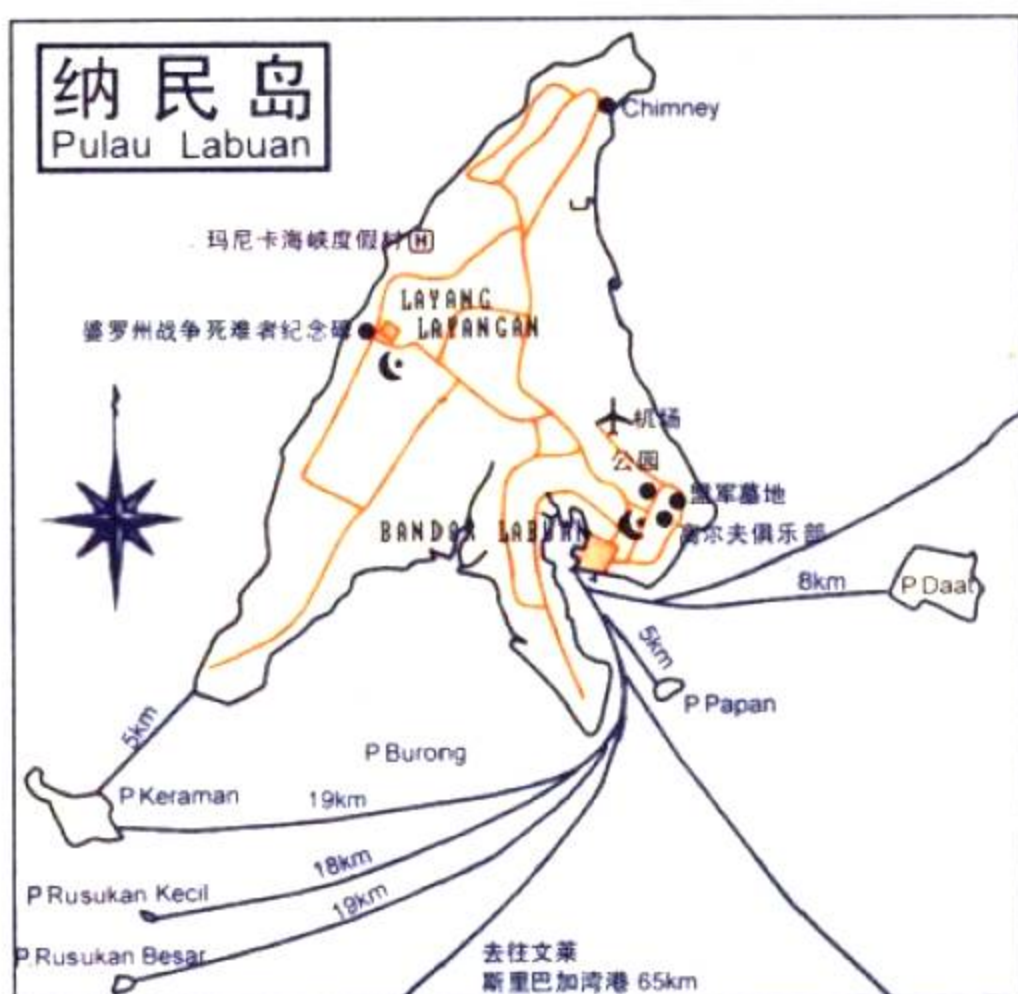 纳民岛
Pulau Labuan
Chimney
玛尼卡海峡度假村
H
LAYANG
LAYANGAN
婆罗州战争死难者纪念碑
机场
公园
盟军墓地
BANDAR LABUAN
高尔夫俱乐部
8km
P Daat
5km
P Papan
5km
P Burong
P Keraman
19km
18km
P Rusukan Kecil
19km
P Rusukan Besar
去往文莱
斯里巴加湾港 65km